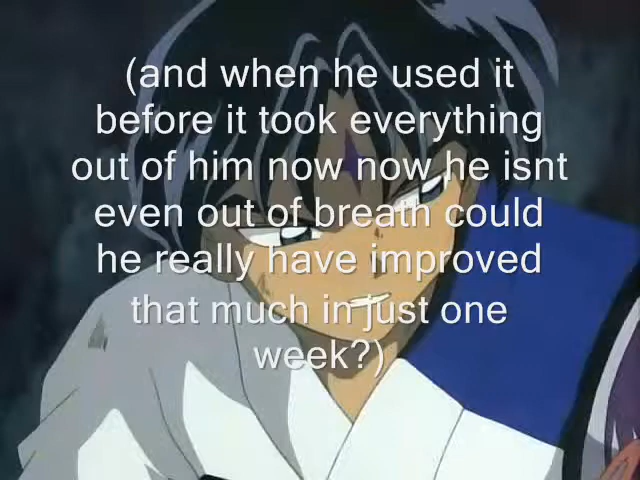 (and when he used it
before it took everything
out of him now now he isnt
even out of breath could
he really have improved
that much in just one
week?)